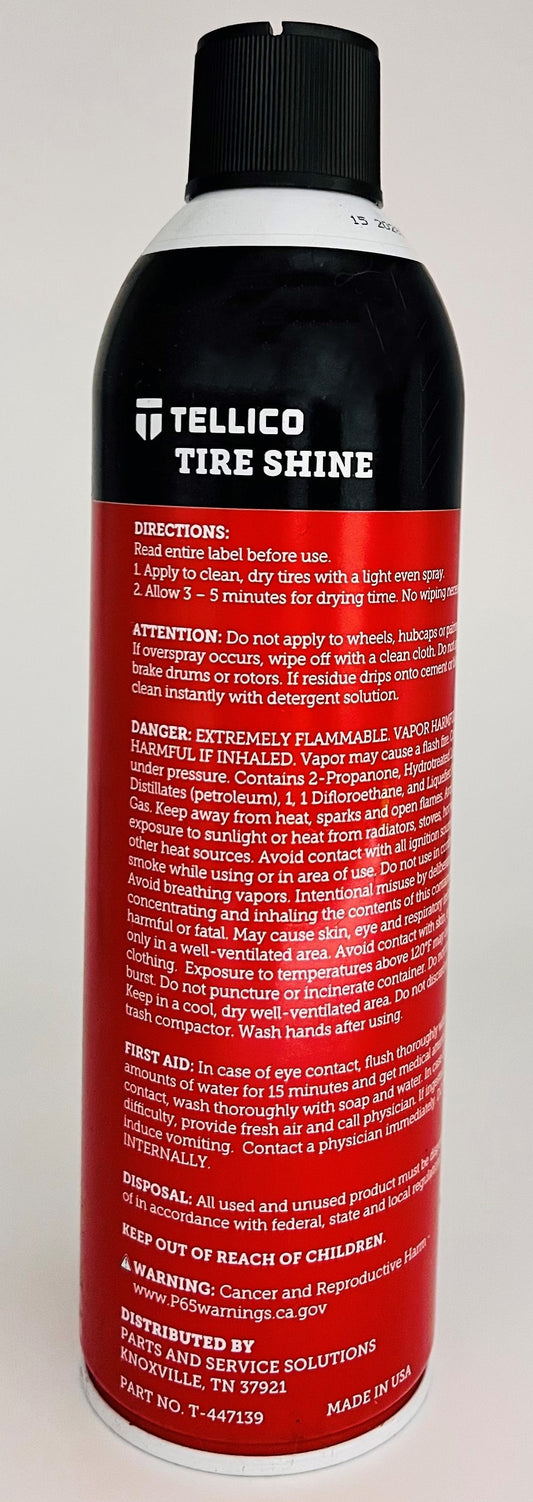 15
TELLICO
TIRE SHINE
DIRECTIONS:
Read entire label before use.
1. Apply to clean, dry tires with a light even spray.
2. Allow 3 – 5 minutes for drying time. No wiping
ATTENTION: Do not apply to wheels, hubcaps or
If overspray occurs, wipe off with a clean cloth. Do
brake drums or rotors. If residue drips onto cement or
clean instantly with detergent solution.
DANGER: EXTREMELY FLAMMABLE. VAPOR
HARMFUL IF INHALED. Vapor may cause a flash fire.
under pressure. Contains 2-Propanone, Hydrotreated
Distillates (petroleum), 1, 1 Difloroethane, and
Gas. Keep away from heat, sparks and open flames.
exposure to sunlight or heat from radiators, stoves,
other heat sources. Avoid contact with all ignition
smoke while using or in area of use. Do not use in
Avoid breathing vapors. Intentional misuse by
concentrating and inhaling the contents of this
harmful or fatal. May cause skin, eye and respiratory
only in a well-ventilated area. Avoid contact with skin,
clothing. Exposure to temperatures above 120°F may
burst. Do not puncture or incinerate container. Do
Keep in a cool, dry well-ventilated area. Do not
trash compactor. Wash hands after using.
FIRST AID: In case of eye contact, flush thoroughly
amounts of water for 15 minutes and get medical
contact, wash thoroughly with soap and water. In case
difficulty, provide fresh air and call physician. If
induce vomiting. Contact a physician immediately.
INTERNALLY.
DISPOSAL: All used and unused product must be
of in accordance with federal, state and local
KEEP OUT OF REACH OF CHILDREN.
WARNING: Cancer and Reproductive Harm -
www.P65warnings.ca.gov
DISTRIBUTED BY
PARTS AND SERVICE SOLUTIONS
KNOXVILLE, TN 37921
PART NO. T-447139
MADE IN USA